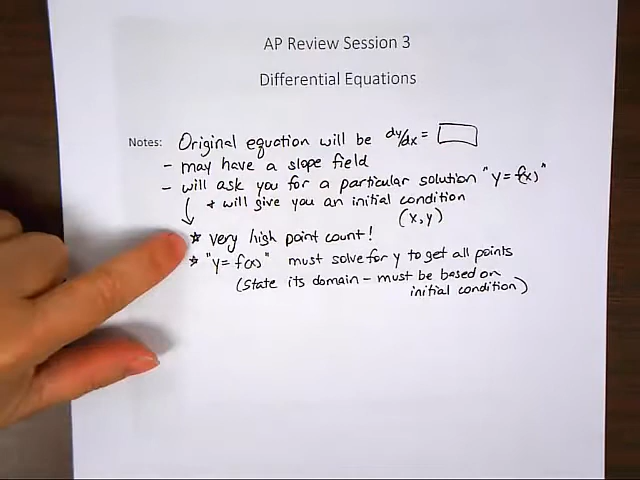 AP Review Session 3
Differential Equations
Notes: Original equation will be dy/dx =
- may have a slope field
- will ask you for a particular solution "y=f(x)"
+ will give you an initial condition
(x,y)
* very high point count!
* "y=f(x)" must solve for y to get all points
(State its domain - must be based on
initial condition)